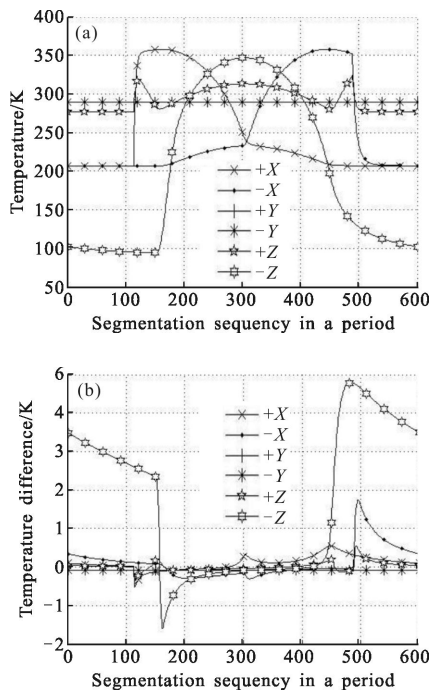 (a)
400
350
300
250
200
150
100
50
Temperature/K
+X
-X
+Y
-Y
+Z
-Z
0 100 200 300 400 500 600
Segmentation sequency in a period
(b)
6
5
4
3
2
1
0
-1
-2
Temperature difference/K
+X
-X
+Y
-Y
+Z
-Z
0 100 200 300 400 500 600
Segmentation sequency in a period